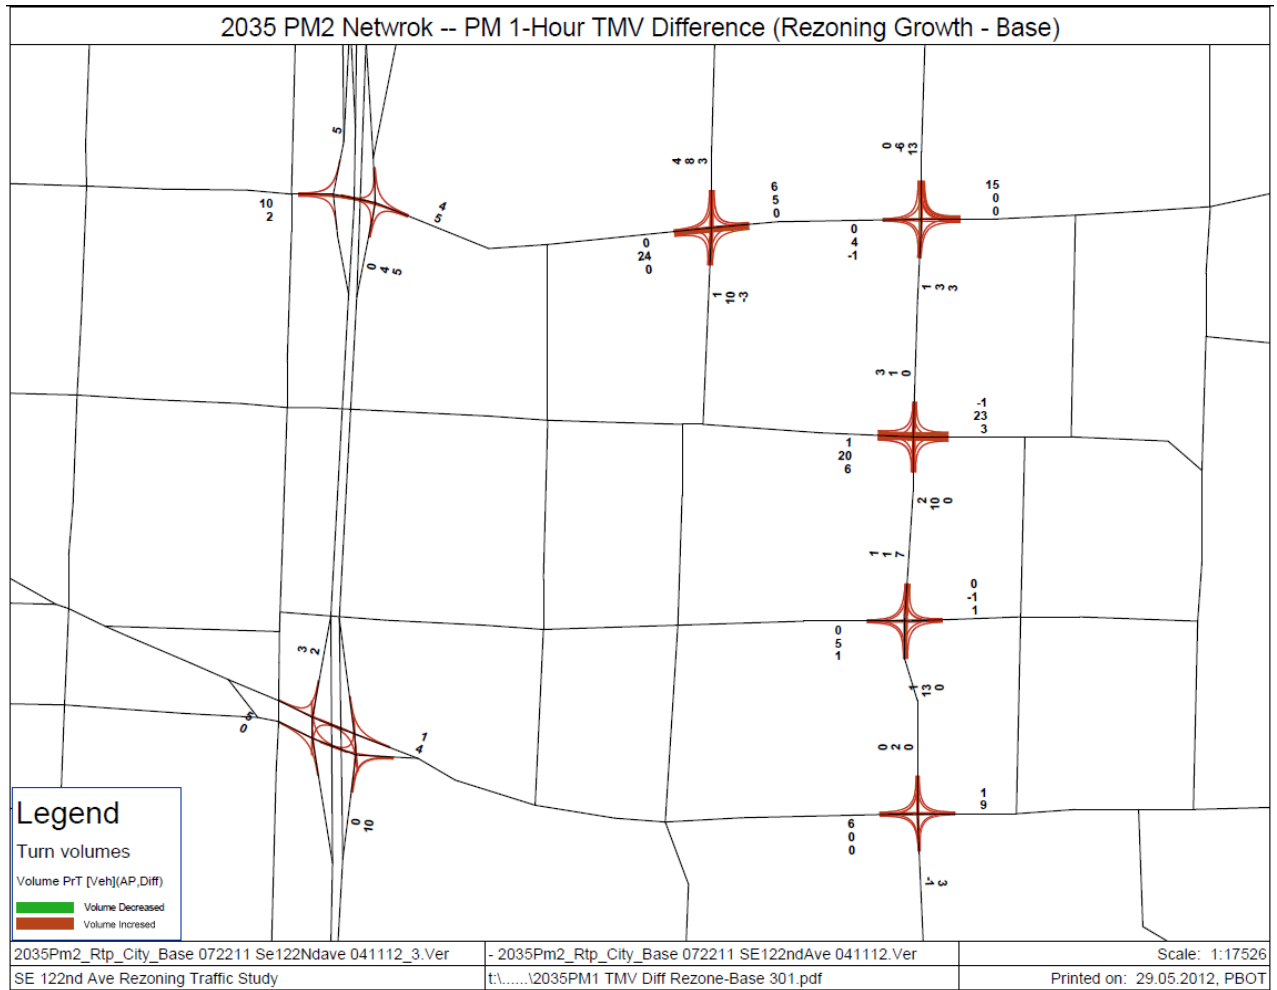 2035 PM2 Netwrok -- PM 1-Hour TMV Difference (Rezoning Growth - Base)
5
10
2
4
5
0 4 5
4 8 3
6
5
0
0
24
0
1 10 -3
0 -6 13
15
0
0
0
4
-1
1 3 3
3 1 0
-1
23
3
1
20
6
2 10 0
1 1 7
0
-1
1
0
5
1
1 13 0
3 2
5
0
1
4
0 10
0 2 0
1
9
6
0
0
-1 3
Legend
Turn volumes
Volume PrT [Veh](AP,Diff)
Volume Decreased
Volume Incresed
2035Pm2_Rtp_City_Base 072211 Se122Ndave 041112_3.Ver
- 2035Pm2_Rtp_City_Base 072211 SE122ndAve 041112.Ver
Scale: 1:17526
SE 122nd Ave Rezoning Traffic Study
t:\......\2035PM1 TMV Diff Rezone-Base 301.pdf
Printed on: 29.05.2012, PBOT